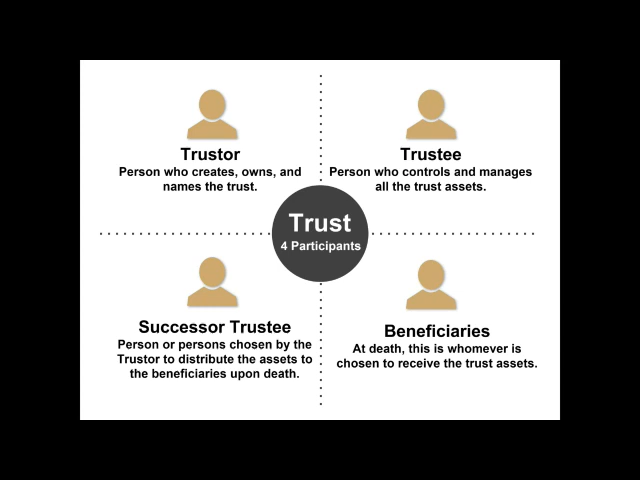 Trustor
Person who creates, owns, and
names the trust.
Trustee
Person who controls and manages
all the trust assets.
Trust
4 Participants
Successor Trustee
Person or persons chosen by the
Trustor to distribute the assets to
the beneficiaries upon death.
Beneficiaries
At death, this is whomever is
chosen to receive the trust assets.